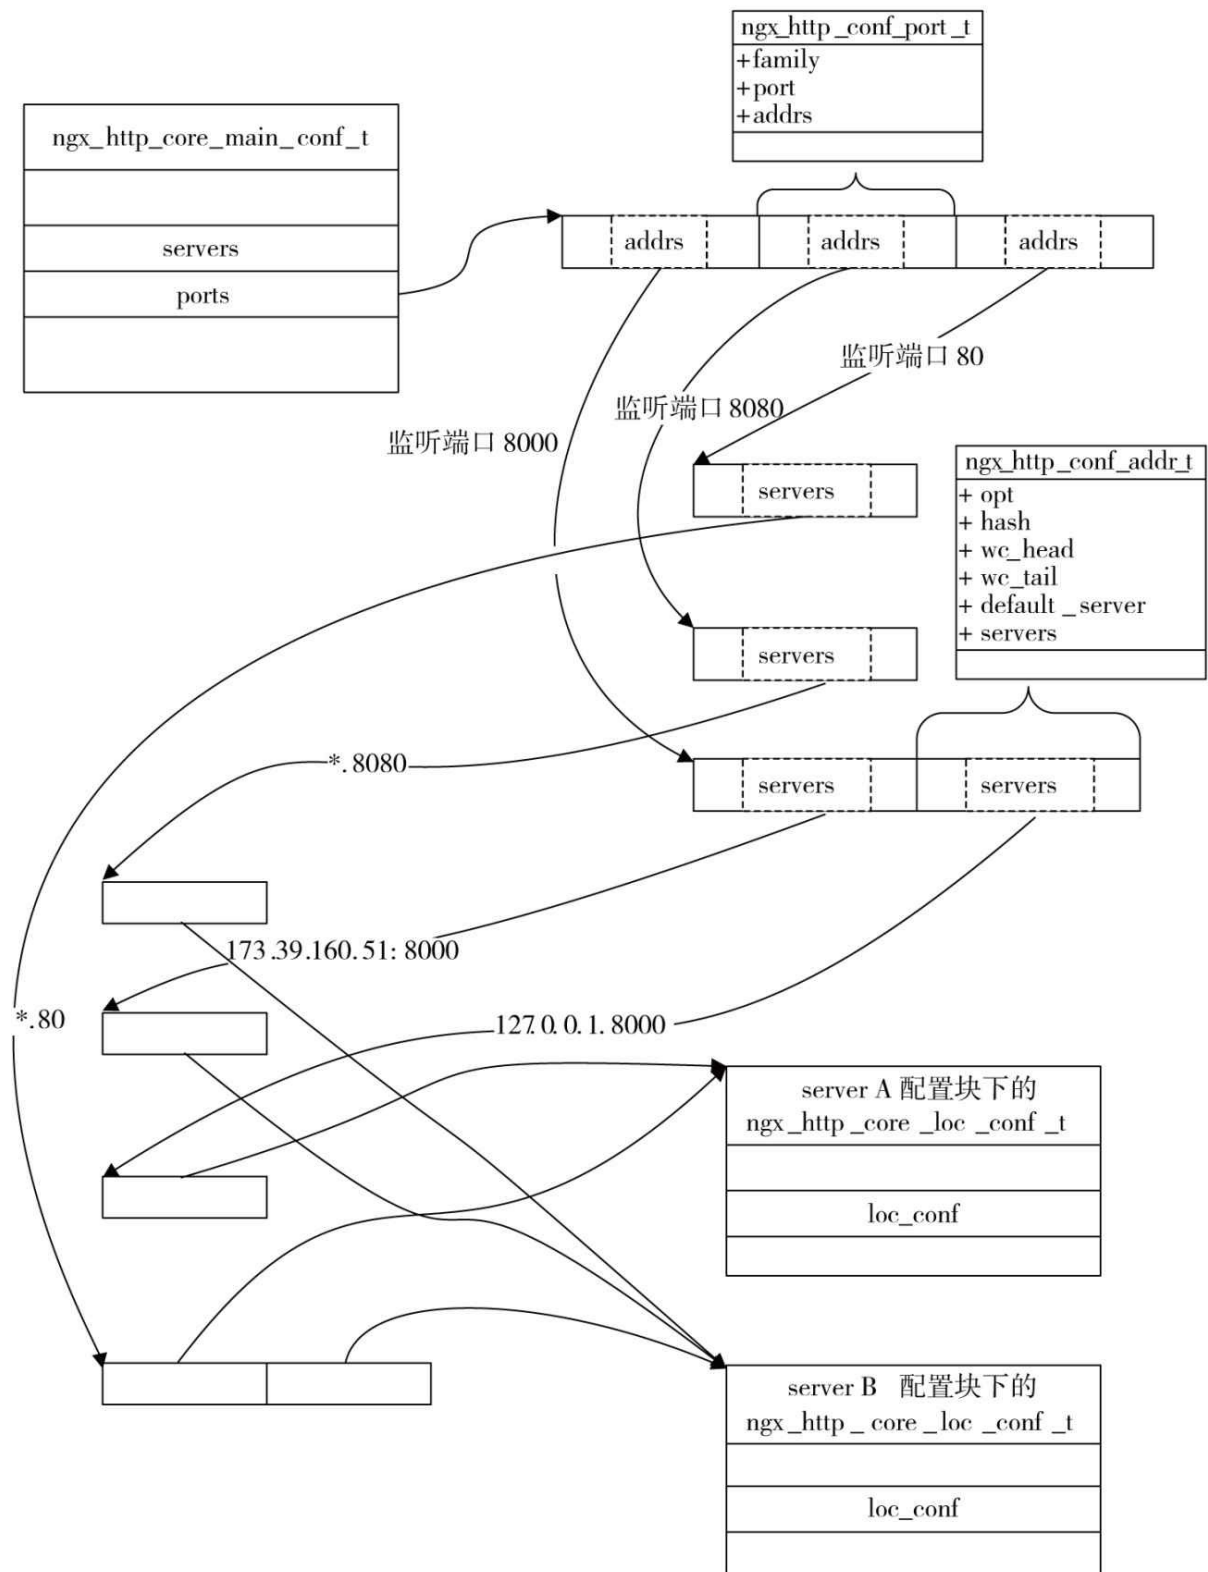 ngx_http_conf_port_t
+family
+port
+addrs
ngx_http_core_main_conf_t
servers
ports
addrs
addrs
addrs
监听端口 80
监听端口 8080
监听端口 8000
servers
ngx_http_conf_addr_t
+ opt
+ hash
+ wc_head
+ wc_tail
+ default_server
+ servers
servers
*. 8080
servers
servers
173.39.160.51: 8000
*.80
127.0.0.1.8000
server A 配置块下的
ngx_http_core_loc_conf_t
loc_conf
server B 配置块下的
ngx_http_core_loc_conf_t
loc_conf